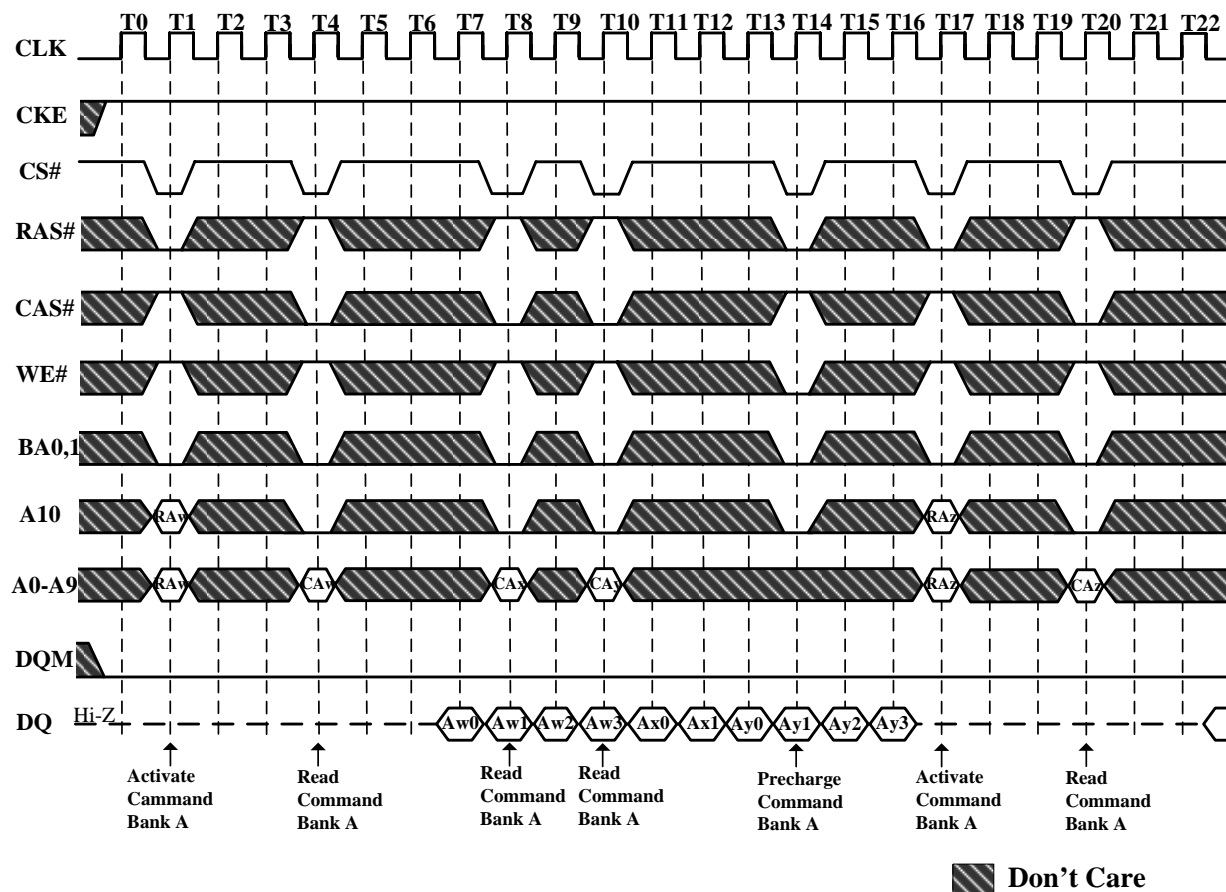 T0 T1 T2 T3 T4 T5 T6 T7 T8 T9 T10 T11 T12 T13 T14 T15 T16 T17 T18 T19 T20 T21 T22
CLK
CKE
CS#
RAS#
CAS#
WE#
BA0,1
A10 RAw RAz
A0-A9 RAw CAw CAx CAy RAz CAz
DQM
DQ Hi-Z Aw0 Aw1 Aw2 Aw3 Ax0 Ax1 Ay0 Ay1 Ay2 Ay3
Activate
Cammand
Bank A
Read
Command
Bank A
Read
Command
Bank A
Read
Command
Bank A
Precharge
Command
Bank A
Activate
Command
Bank A
Read
Command
Bank A
Don't Care